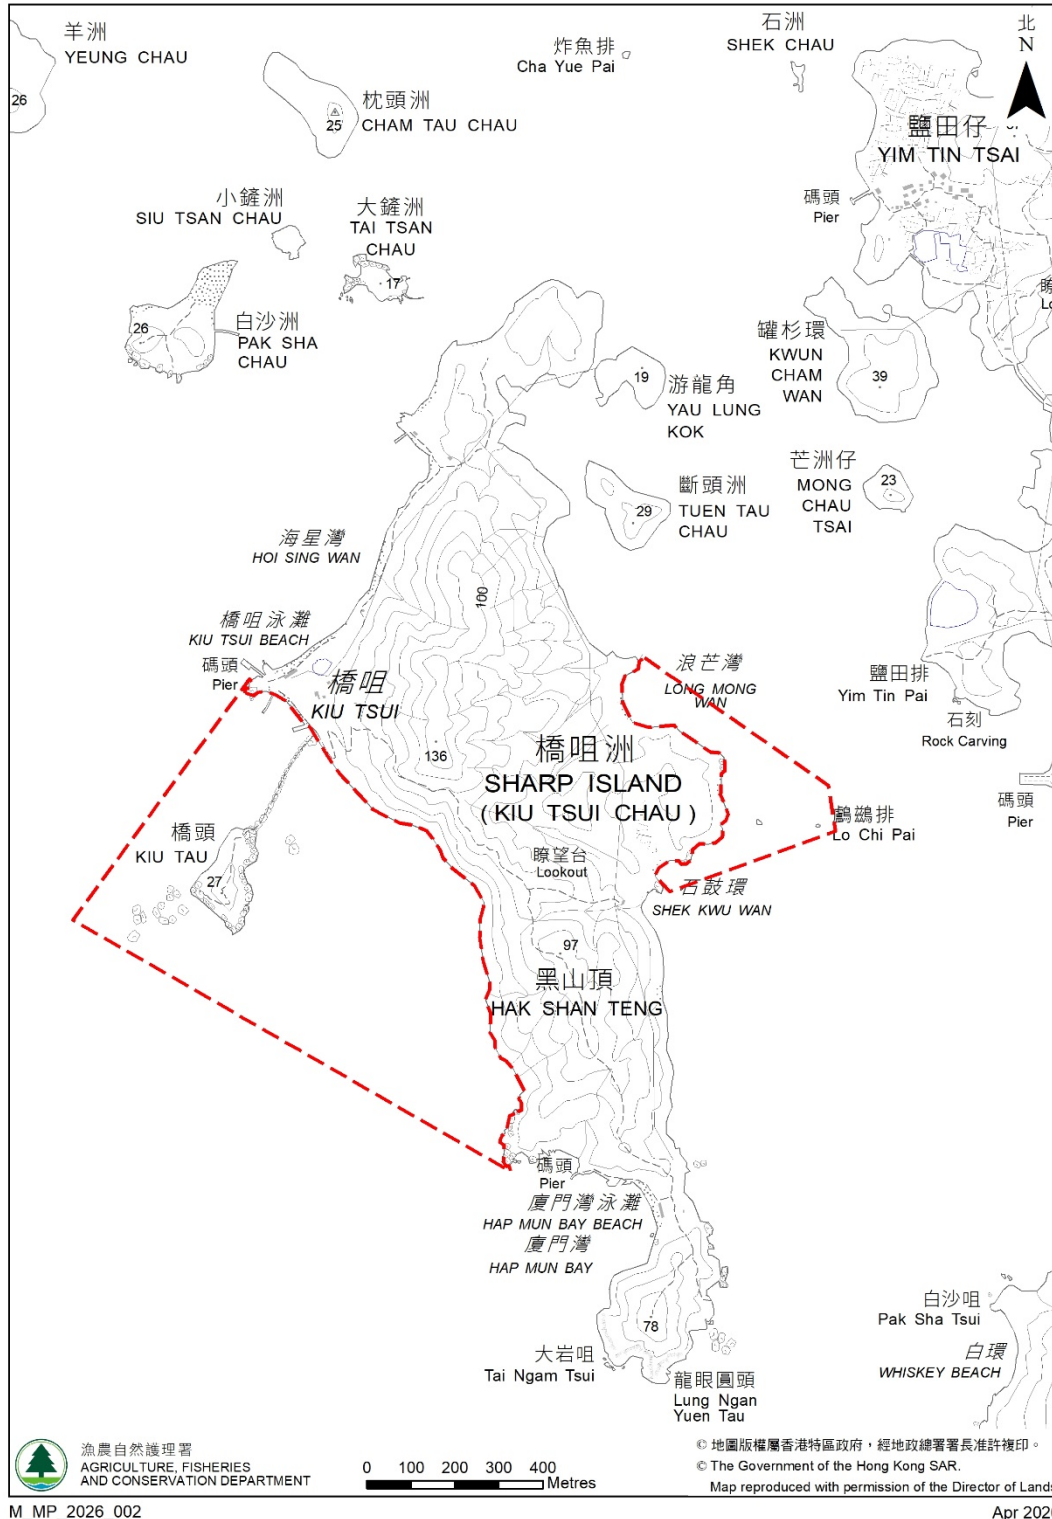 羊洲
YEUNG CHAU
26
枕頭洲
25
CHAM TAU CHAU
炸魚排
Cha Yue Pai
石洲
SHEK CHAU
北
N
鹽田仔
YIM TIN TSAI
碼頭
Pier
小鏟洲
SIU TSAN CHAU
大鏟洲
TAI TSAN
CHAU
17
26
白沙洲
PAK SHA
CHAU
19
游龍角
YAU LUNG
KOK
罐杉環
KWUN
CHAM
WAN
39
斷頭洲
29
TUEN TAU
CHAU
芒洲仔
MONG
CHAU
TSAI
23
海星灣
HOI SING WAN
100
橋咀泳灘
KIU TSUI BEACH
碼頭
Pier
橋咀
KIU TSUI
浪茄灣
LONG MONG
WAN
鹽田排
Yim Tin Pai
石刻
Rock Carving
136
橋咀洲
SHARP ISLAND
( KIU TSUI CHAU )
碼頭
Pier
鸕鷀排
Lo Chi Pai
橋頭
KIU TAU
27
瞭望台
Lookout
石鼓環
SHEK KWU WAN
97
黑山頂
HAK SHAN TENG
碼頭
Pier
廈門灣泳灘
HAP MUN BAY BEACH
廈門灣
HAP MUN BAY
78
大岩咀
Tai Ngam Tsui
龍眼圓頭
Lung Ngan
Yuen Tau
白沙咀
Pak Sha Tsui
白環
WHISKEY BEACH
漁農自然護理署
AGRICULTURE, FISHERIES
AND CONSERVATION DEPARTMENT
0 100 200 300 400
Metres
© 地圖版權屬香港特區政府，經地政總署署長准許複印。
© The Government of the Hong Kong SAR.
Map reproduced with permission of the Director of Lands
M_MP_2026_002
Apr 2026